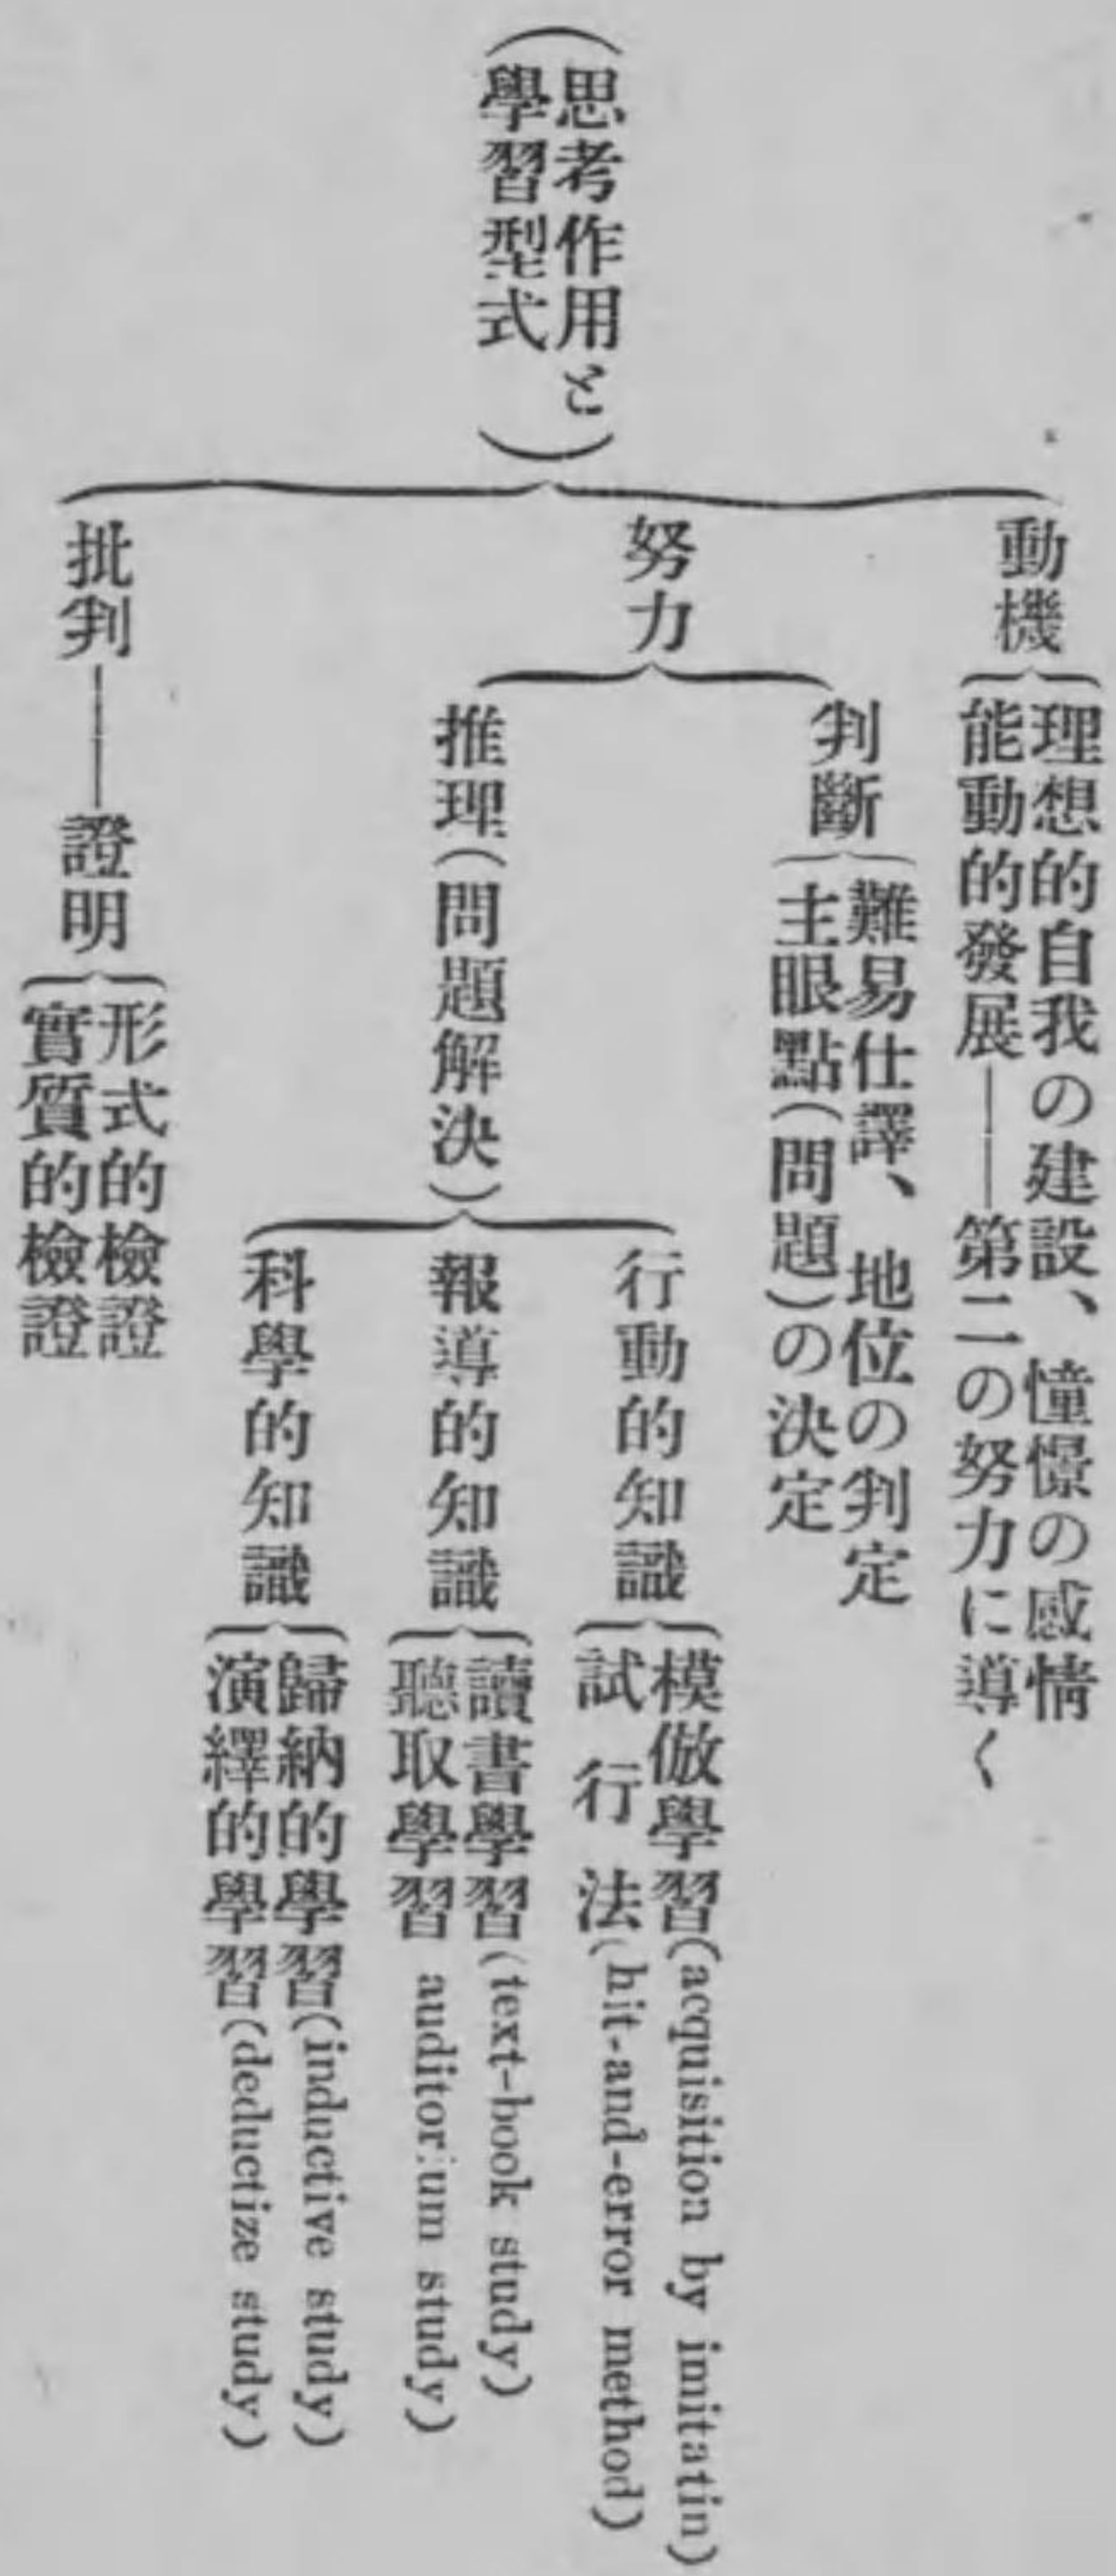 (思考作用と
學習型式)
動機
理想的自我の建設、憧憬の感情
能動的發展――第二の努力に導く
努力
判斷
難易仕譯、地位の判定
主眼點(問題)の決定
推理(問題解決)
行動的知識
模倣學習(acquisition by imitatin)
試行法(hit-and-error method)
報導的知識
讀書學習(text-book study)
聽取學習 auditorium study)
科學的知識
歸納的學習(inductive study)
演繹的學習(deductize study)
批判――證明
形式的檢證
實質的檢證